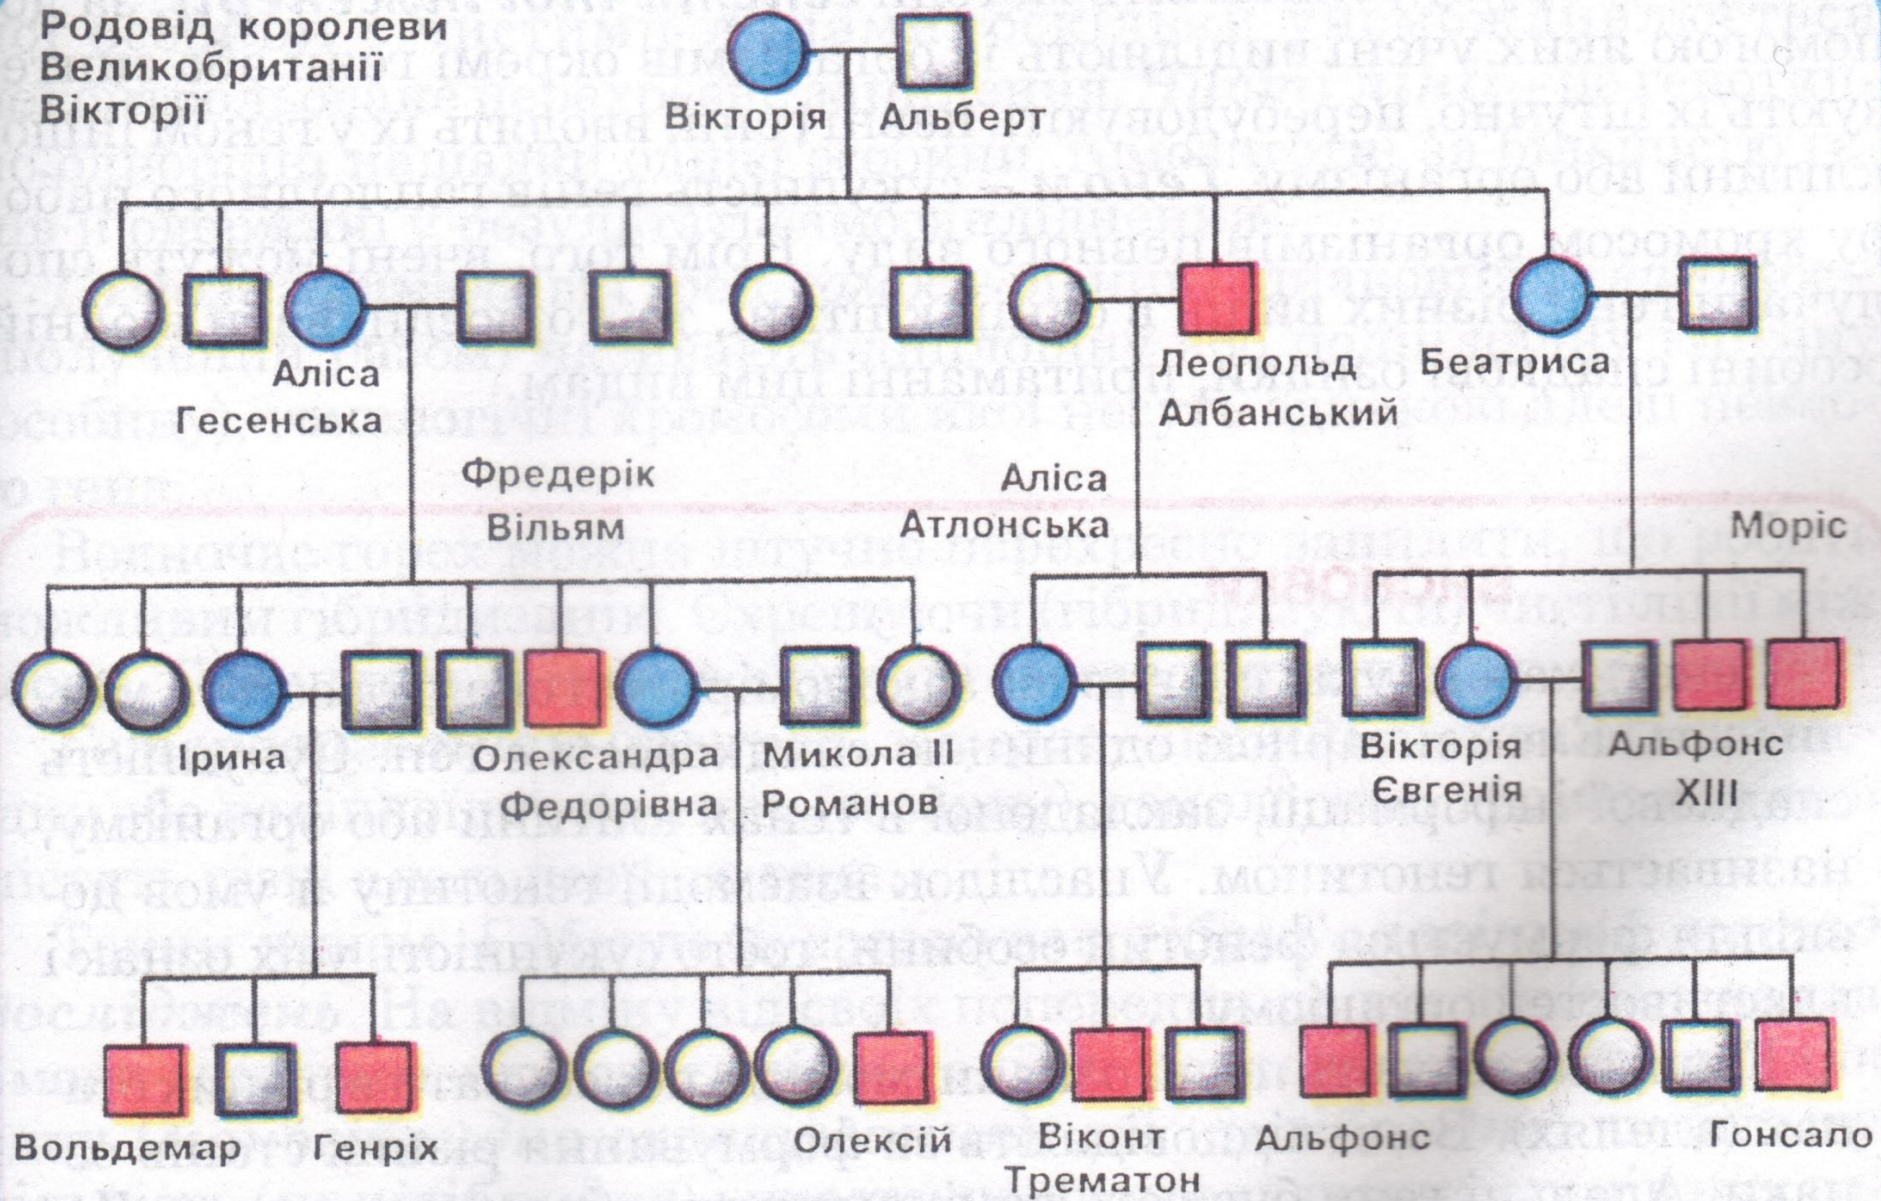 Родовід королеви
Великобританії
Вікторії
Вікторія Альберт
Аліса
Гесенська
Леопольд
Албанський
Беатриса
Фредерік
Вільям
Аліса
Атлонська
Моріс
Ірина
Олександра
Федорівна
Микола II
Романов
Вікторія
Євгенія
Альфонс
XIII
Вольдемар
Генріх
Олексій
Віконт
Трематон
Альфонс
Гонсало